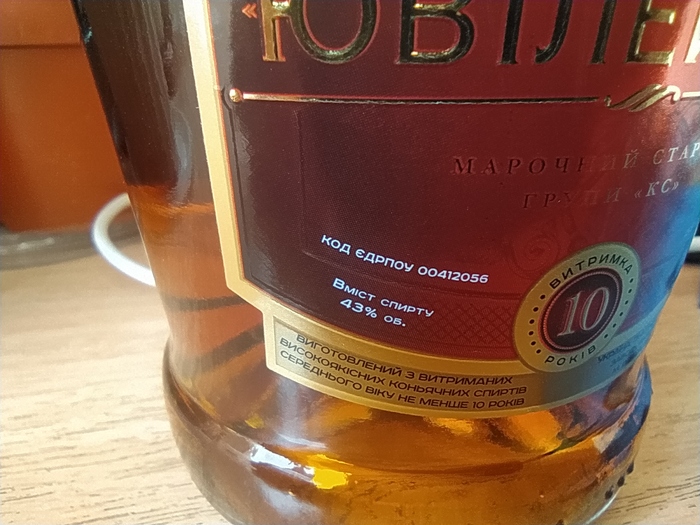 «ЮВІЛЕ
МАРОЧНИЙ СТАР
ГРУПИ «КС»
КОД ЄДРПОУ 00412056
ВМІСТ СПИРТУ
43% ОБ.
ВИТРИМКА
10
РОКІВ
ВИГОТОВЛЕНИЙ З ВИТРИМАНИХ
ВИСОКОЯКІСНИХ КОНЬЯЧНИХ СПИРТІВ
СЕРЕДНЬОГО ВІКУ НЕ МЕНШЕ 10 РОКІВ